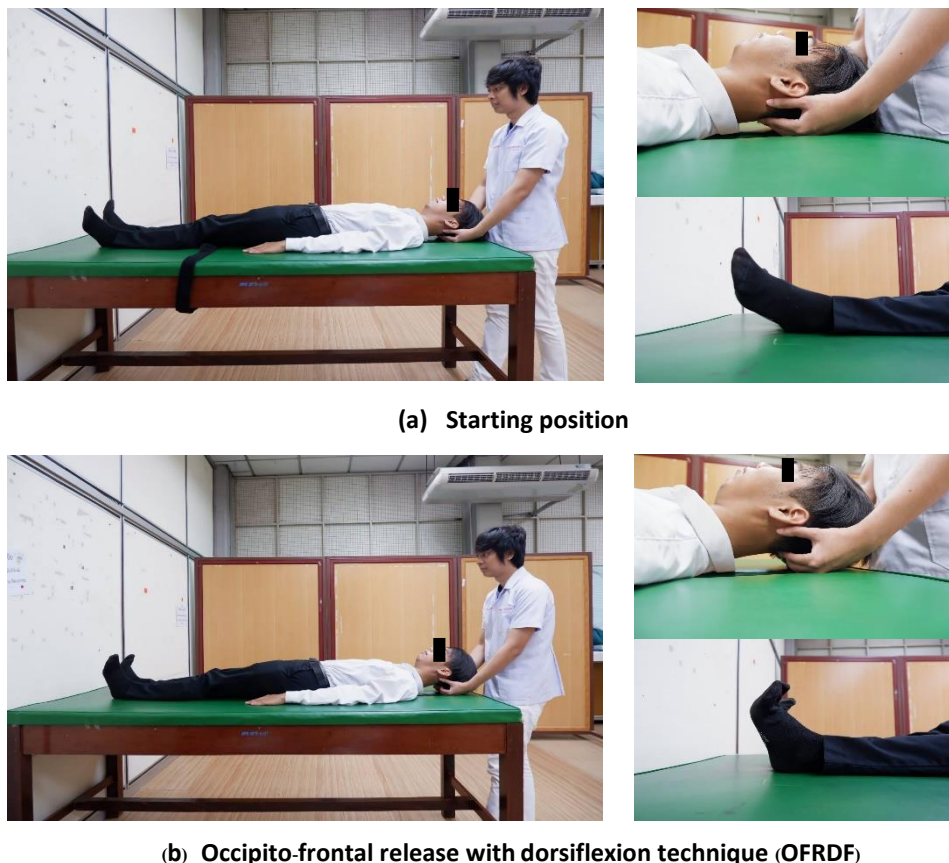 (a) Starting position
(b) Occipito-frontal release with dorsiflexion technique (OFRDF)